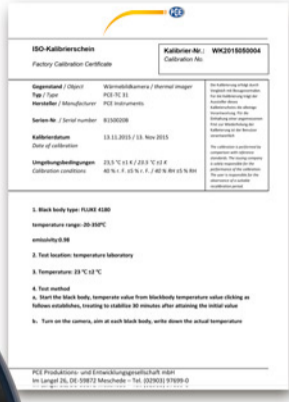 PCE
ISO-Kalibrierschein
Factory Calibration Certificate
Kalibrier-Nr.: WK2015050004
Calibration No.
Gegenstand / Object Wärmebildkamera / thermal imager
Typ / Type PCE-TC 31
Hersteller / Manufacturer PCE Instruments
Serien-Nr. / Serial number 81500208
Kalibrierdatum 13.11.2015 / 13. Nov 2015
Date of calibration
Umgebungsbedingungen 23,5 °C ±1 K / 23.5 °C ±1 K
Calibration conditions 40 % r. F. ±5 % r. F. / 40 % RH ±5 % RH
1. Black body type: FLUKE 4180
temperature range:-20-350°C
emissivity:0.98
2. Test location: temperature laboratory
3. Temperature: 23 °C ±2 °C
4. Test method
a. Start the black body, temperate value from blackbody temperature value clicking as
follows establishes, treating to stabilize 30 minutes after attaining the initial value
b. Turn on the camera, aim at each black body, write down the actual temperature
PCE Produktions- und Entwicklungsgesellschaft mbH
Im Langel 26, DE-59872 Meschede – Tel. (02903) 97699-0